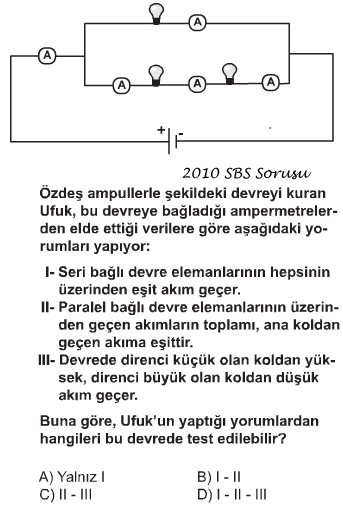 A
A
A
A
A
+ -
2010 SBS Sorusu
Özdeş ampullerle şekildeki devreyi kuran
Ufuk, bu devreye bağladığı ampermetreler-
den elde ettiği verilere göre aşağıdaki yo-
rumları yapıyor:
I- Seri bağlı devre elemanlarının hepsinin
üzerinden eşit akım geçer.
II- Paralel bağlı devre elemanlarının üzerin-
den geçen akımların toplamı, ana koldan
geçen akıma eşittir.
III- Devrede direnci küçük olan koldan yük-
sek, direnci büyük olan koldan düşük
akım geçer.
Buna göre, Ufuk'un yaptığı yorumlardan
hangileri bu devrede test edilebilir?
A) Yalnız I B) I - II
C) II - III D) I - II - III